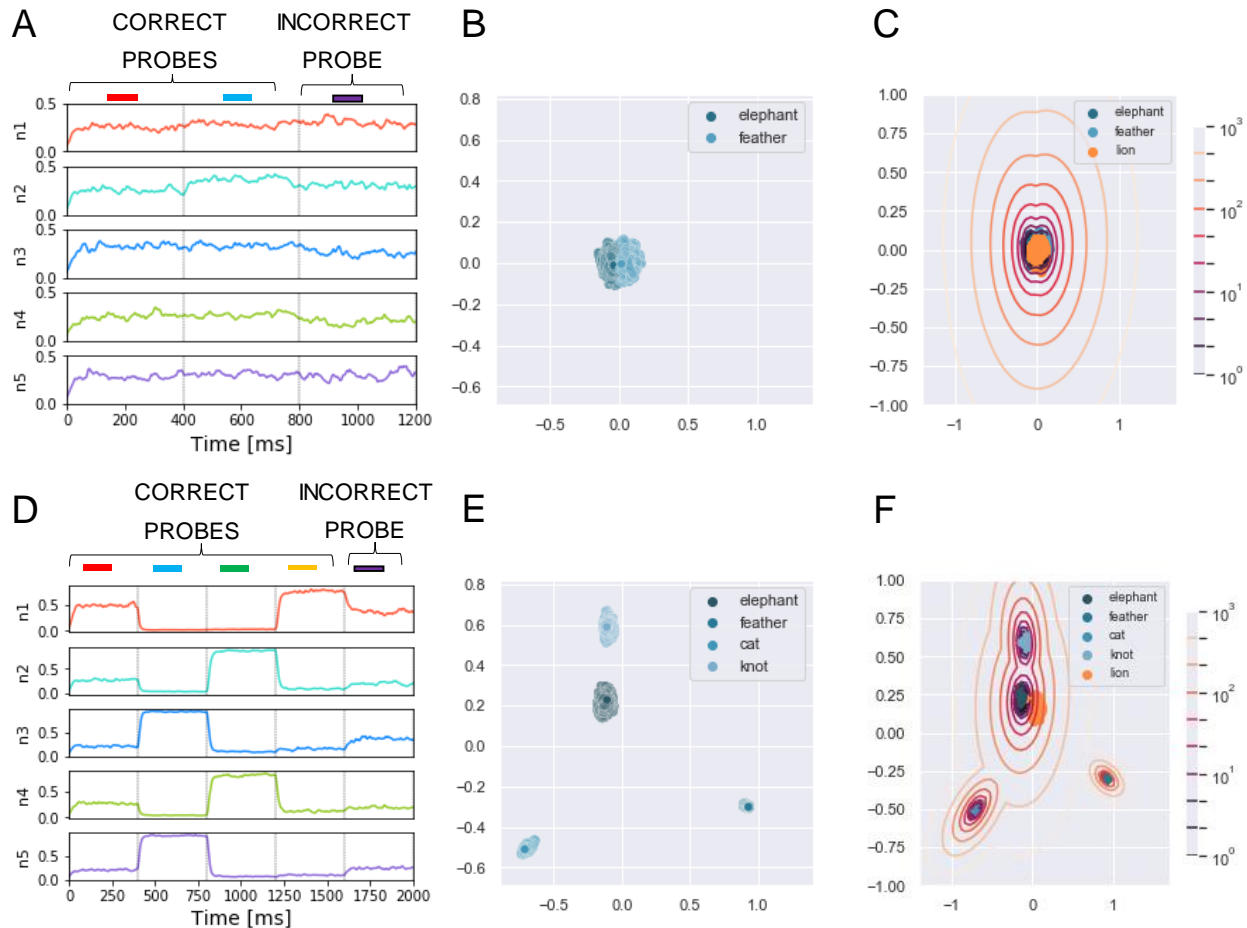 A
CORRECT INCORRECT
PROBES PROBE
n1
0.5
0.0
n2
0.5
0.0
n3
0.5
0.0
n4
0.5
0.0
n5
0.5
0.0
0 200 400 600 800 1000 1200
Time [ms]
B
elephant
feather
0.8
0.6
0.4
0.2
0.0
−0.2
−0.4
−0.6
−0.5 0.0 0.5 1.0
C
elephant
feather
lion
1.00
0.75
0.50
0.25
0.00
−0.25
−0.50
−0.75
−1.00
−1 0 1
10³
10²
10¹
10⁰
D
CORRECT INCORRECT
PROBES PROBE
n1
0.5
0.0
n2
0.5
0.0
n3
0.5
0.0
n4
0.5
0.0
n5
0.5
0.0
0 250 500 750 1000 1250 1500 1750 2000
Time [ms]
E
elephant
feather
cat
knot
0.8
0.6
0.4
0.2
0.0
−0.2
−0.4
−0.6
−0.5 0.0 0.5 1.0
F
elephant
feather
cat
knot
lion
1.00
0.75
0.50
0.25
0.00
−0.25
−0.50
−0.75
−1.00
−1 0 1
10³
10²
10¹
10⁰